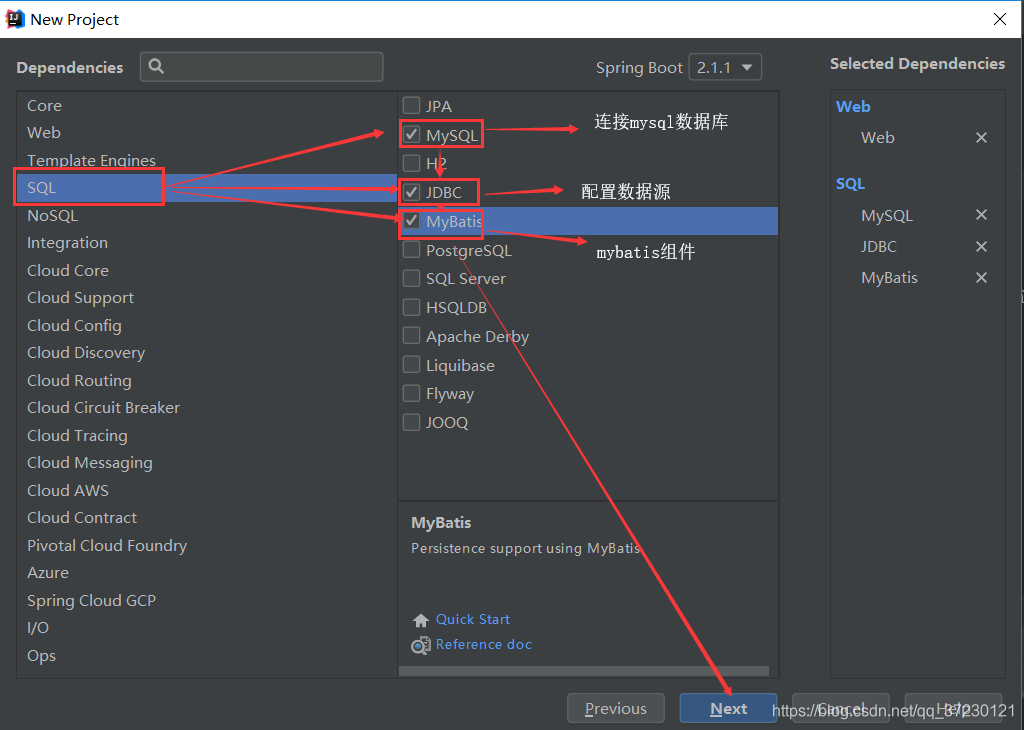 New Project
Dependencies
Spring Boot 2.1.1
Selected Dependencies
Core
Web
Template Engines
SQL
NoSQL
Integration
Cloud Core
Cloud Support
Cloud Config
Cloud Discovery
Cloud Routing
Cloud Circuit Breaker
Cloud Tracing
Cloud Messaging
Cloud AWS
Cloud Contract
Pivotal Cloud Foundry
Azure
Spring Cloud GCP
I/O
Ops
JPA
MySQL
H2
JDBC
MyBatis
PostgreSQL
SQL Server
HSQLDB
Apache Derby
Liquibase
Flyway
JOOQ
连接mysql数据库
配置数据源
mybatis组件
MyBatis
Persistence support using MyBatis
Quick Start
Reference doc
Web
Web
SQL
MySQL
JDBC
MyBatis
Previous
Next
Cancel
Help
https://blog.csdn.net/qq_37230121